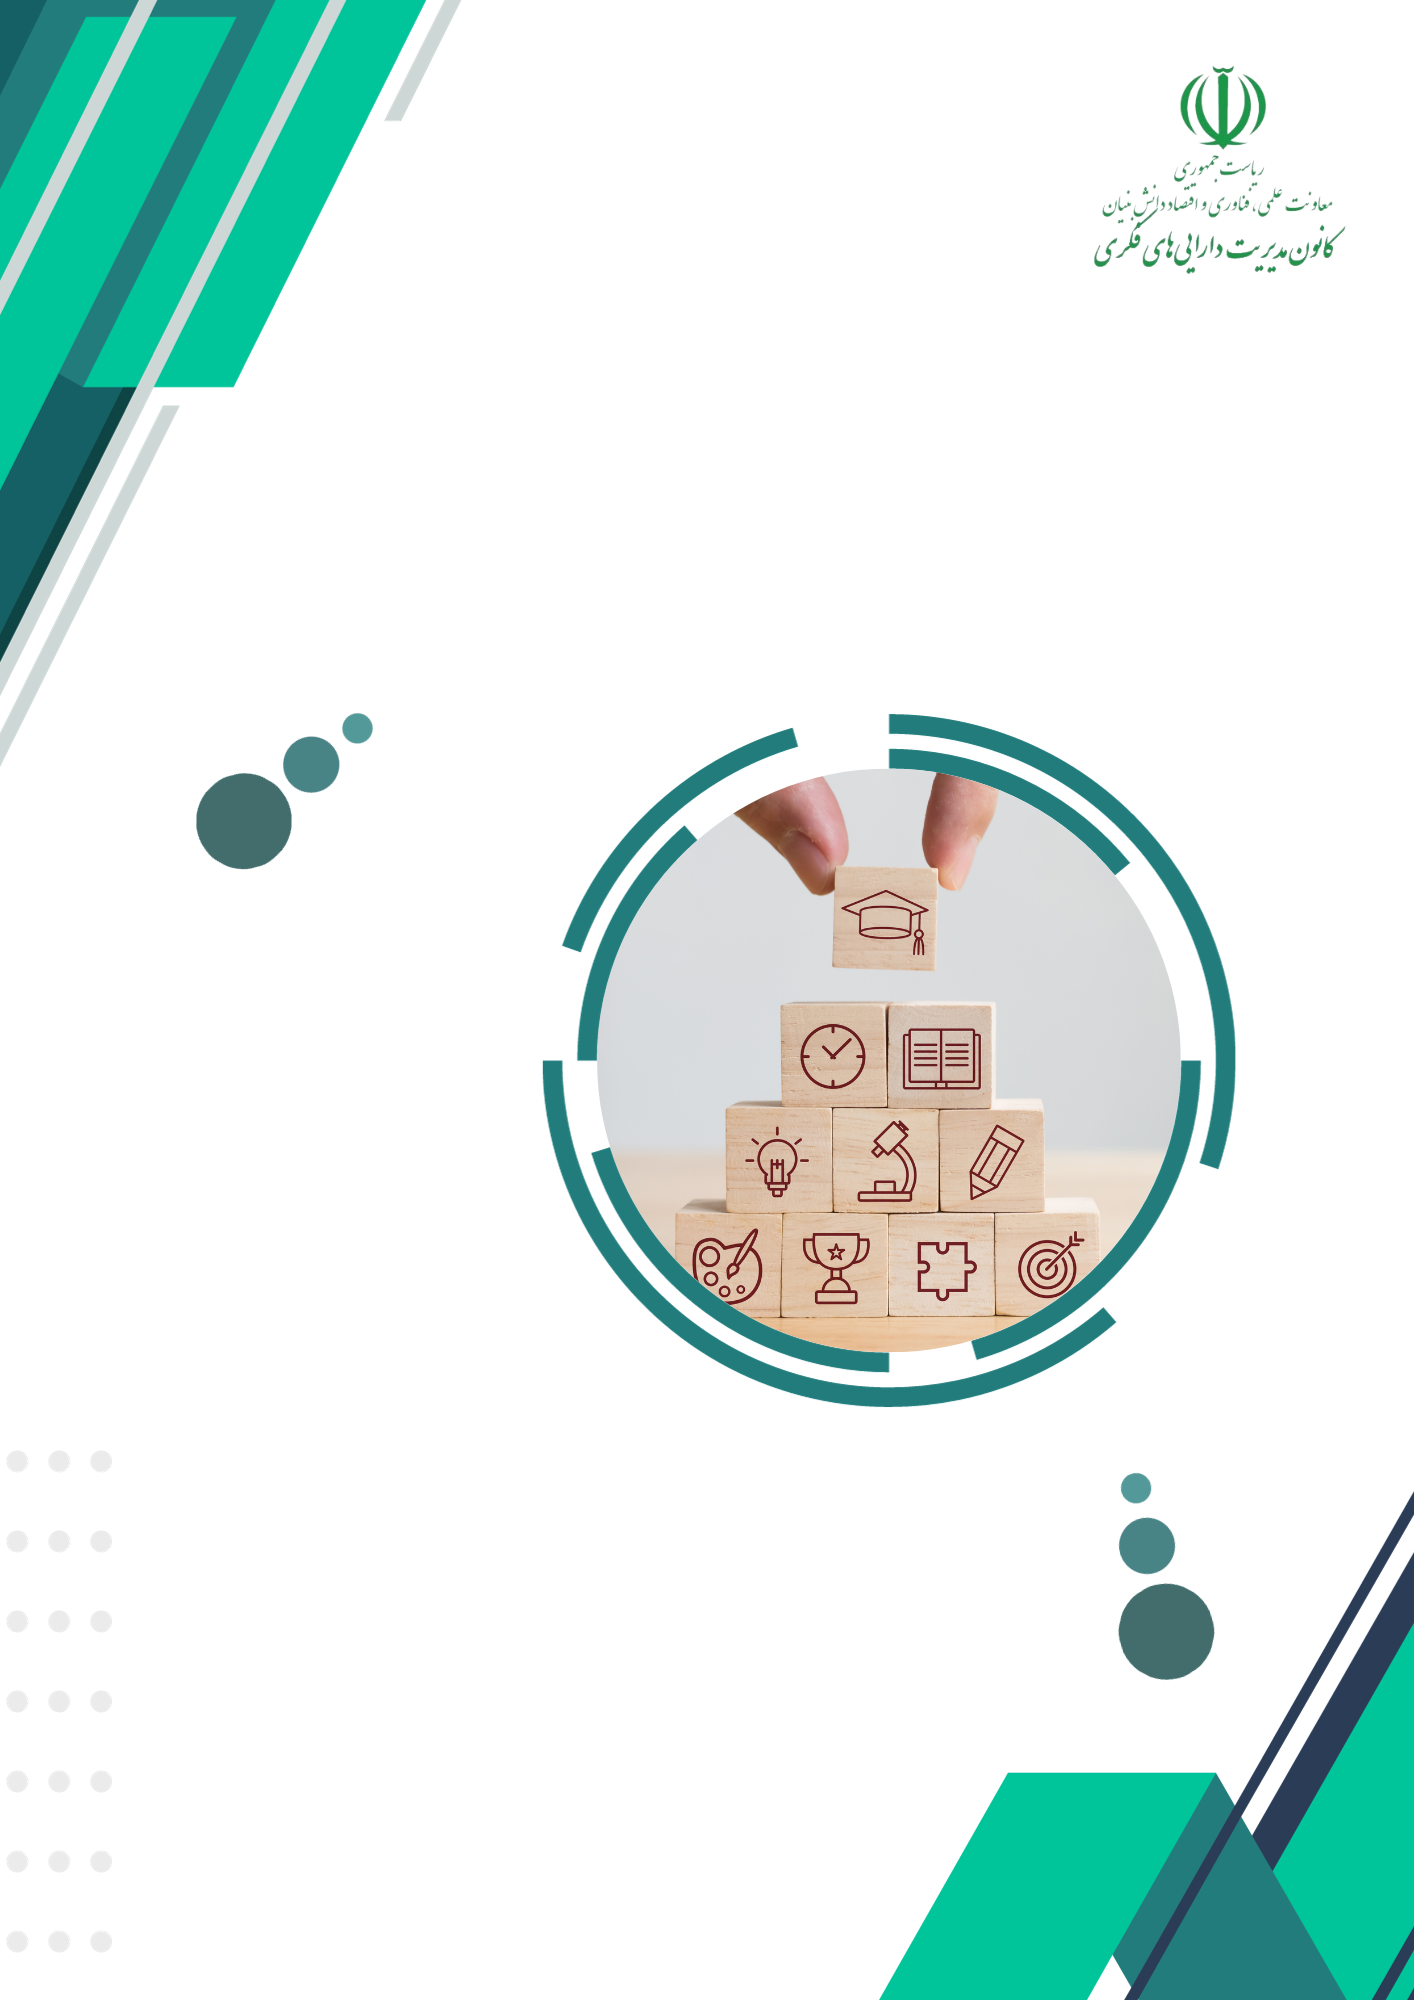 ریاست جمهوری
معاونت علمی، فناوری و اقتصاد دانش بنیان
کانون مدیریت دارایی‌های فکری